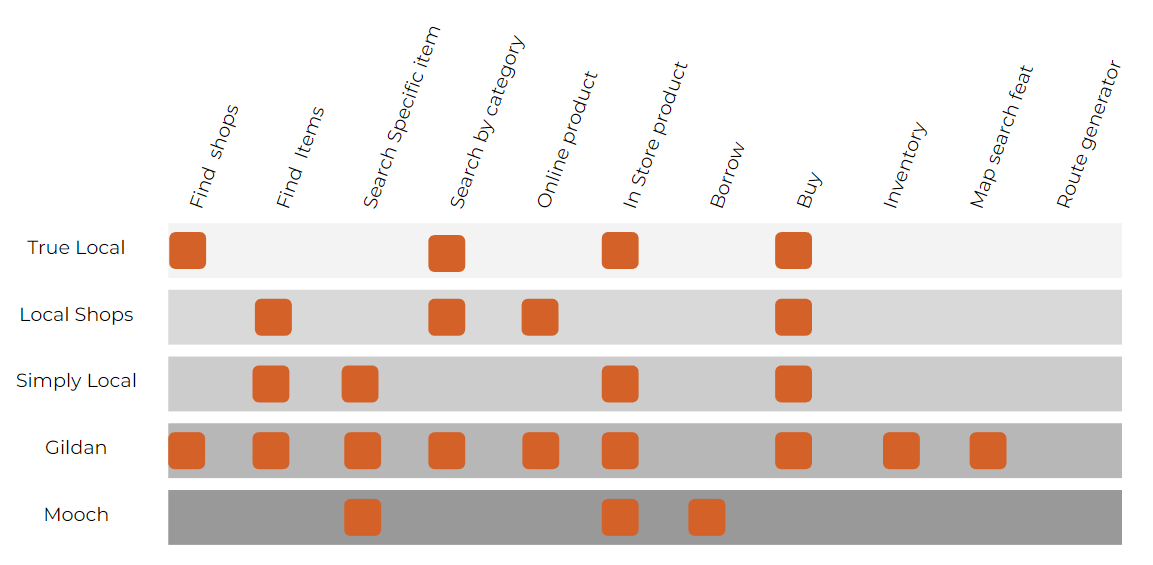 Find shops
Find Items
Search Specific item
Search by category
Online product
In Store product
Borrow
Buy
Inventory
Map search feat
Route generator
True Local
Local Shops
Simply Local
Gildan
Mooch